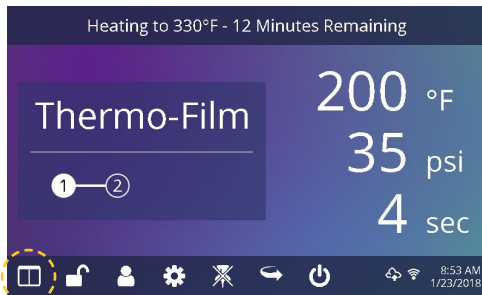 Heating to 330°F - 12 Minutes Remaining
Thermo-Film
1 2
200 °F
35 psi
4 sec
8:53 AM
1/23/2018